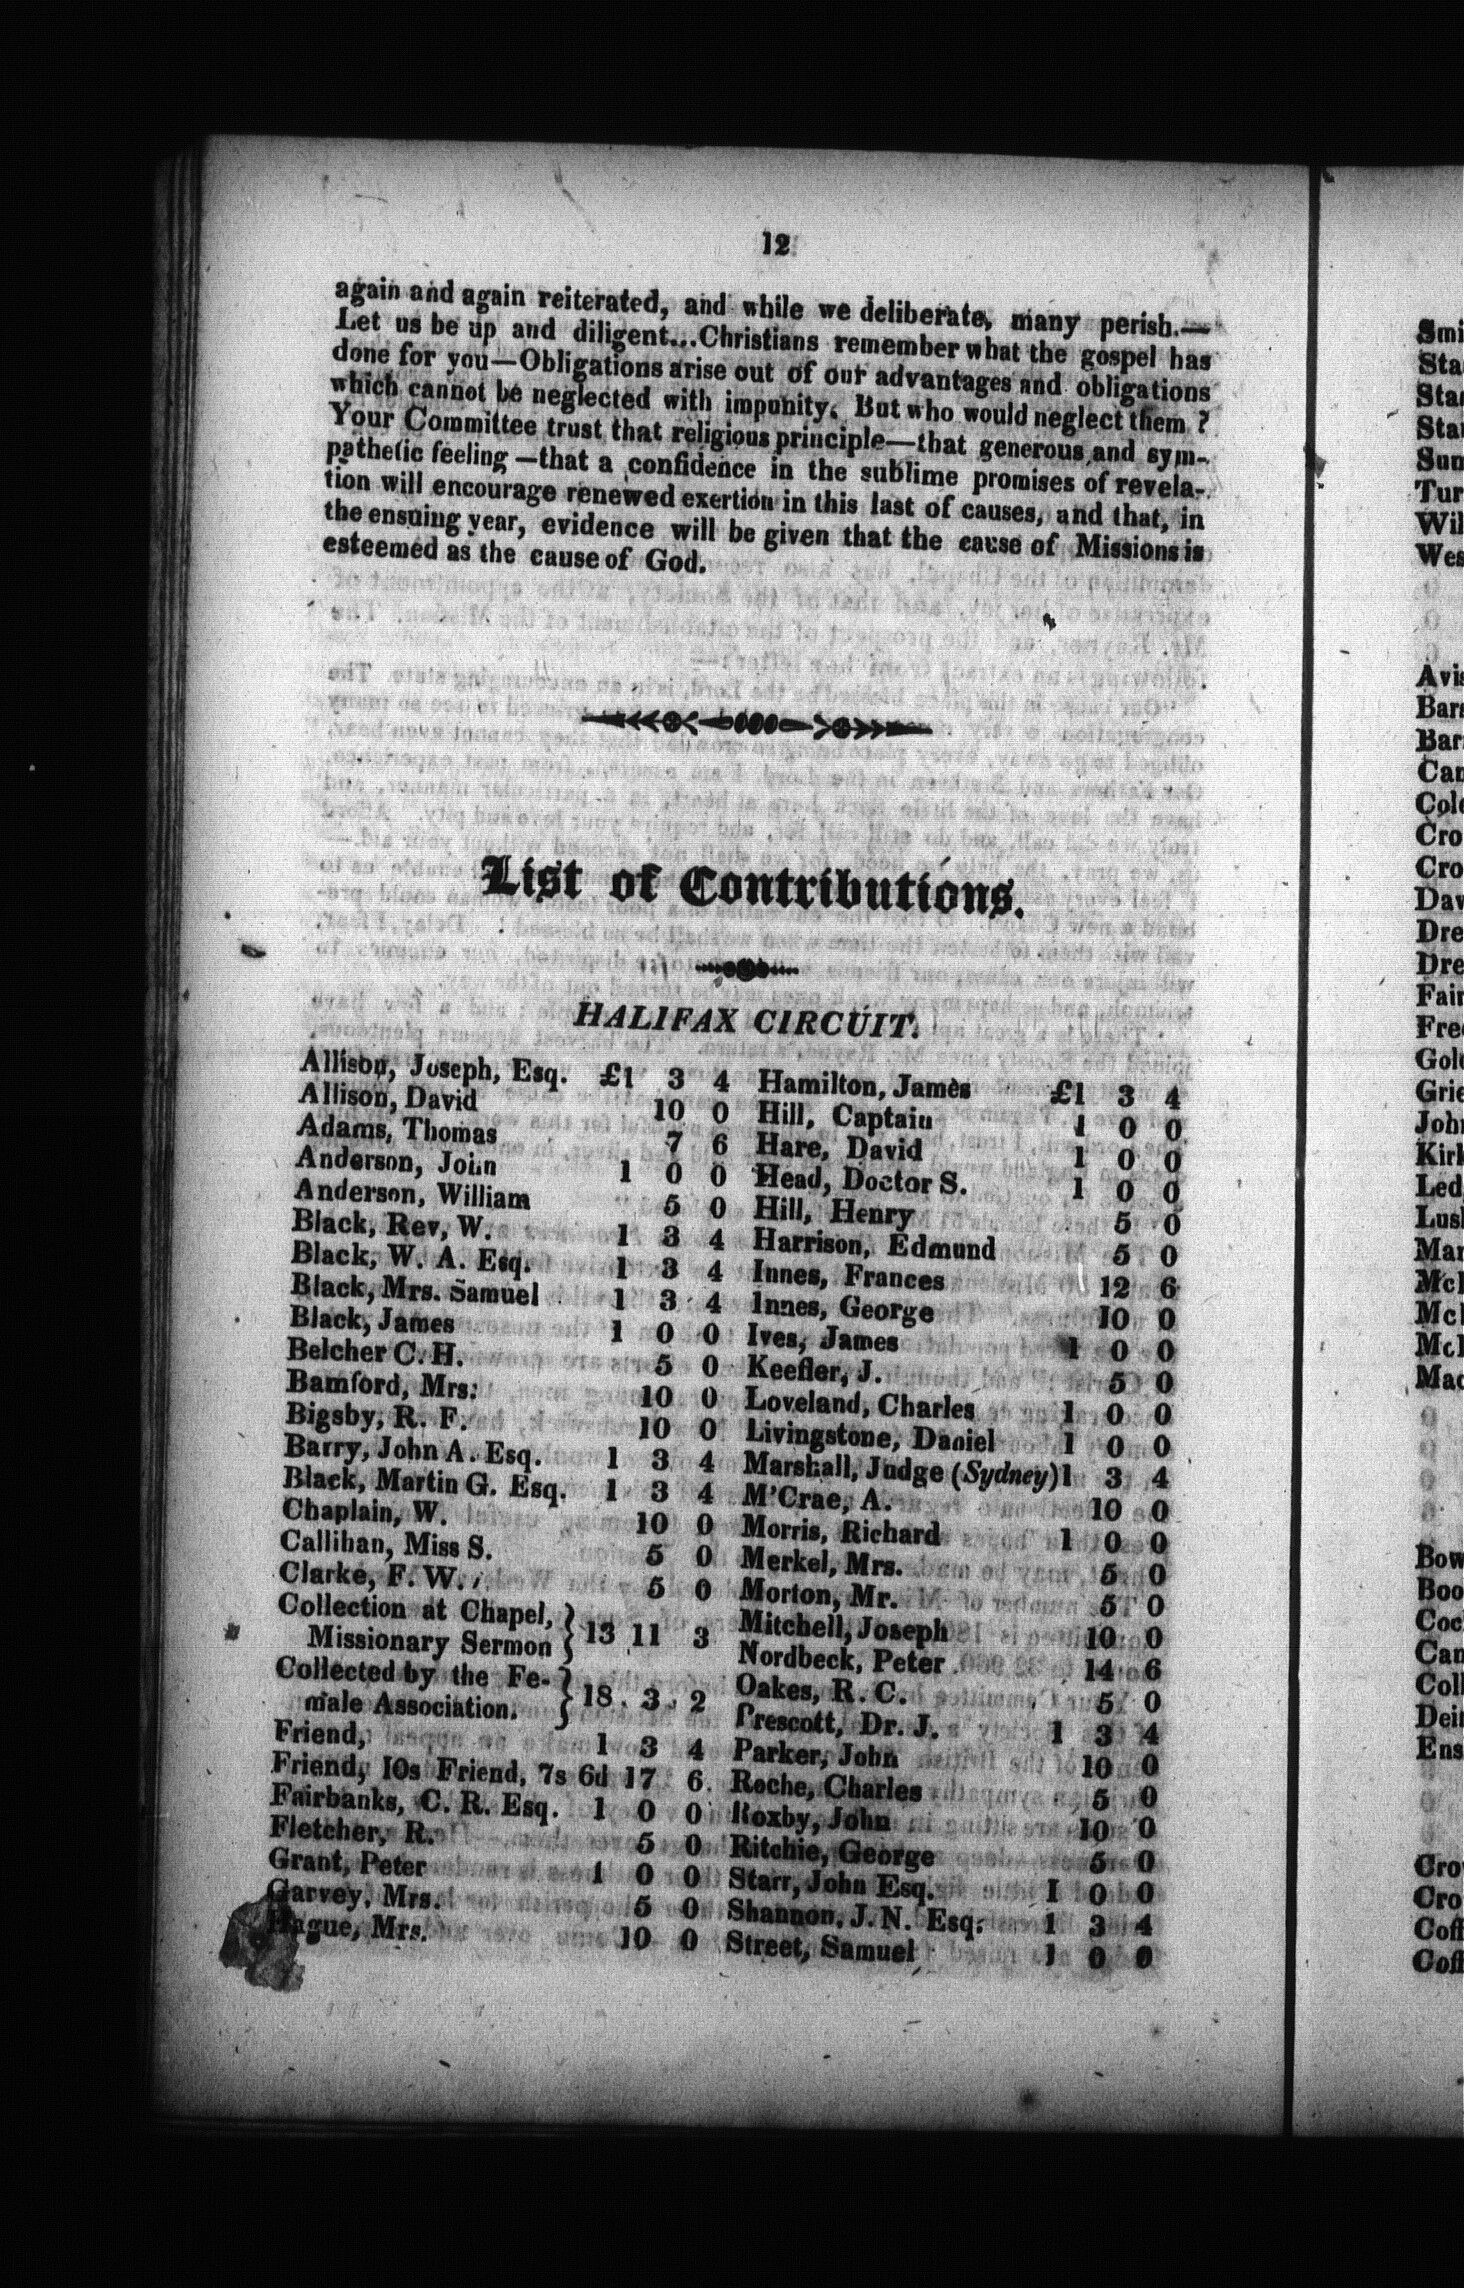 12
again and again reiterated, and while we deliberate, many perish.—
Let us be up and diligent...Christians remember what the gospel has
done for you—Obligations arise out of our advantages and obligations
which cannot be neglected with impunity. But who would neglect them ?
Your Committee trust that religious principle—that generous and sym-
pathetic feeling—that a confidence in the sublime promises of revela-
tion will encourage renewed exertion in this last of causes, and that, in
the ensuing year, evidence will be given that the cause of Missions is
esteemed as the cause of God.
List of Contributions.
HALIFAX CIRCUIT.
Allison, Joseph, Esq. £1 3 4
Allison, David 10 0
Adams, Thomas 7 6
Anderson, John 1 0 0
Anderson, William 5 0
Black, Rev, W. 1 3 4
Black, W. A. Esq. 1 3 4
Black, Mrs. Samuel 1 3 4
Black, James 1 0 0
Belcher C. H. 5 0
Bamford, Mrs. 10 0
Bigsby, R. F. 10 0
Barry, John A. Esq. 1 3 4
Black, Martin G. Esq. 1 3 4
Chaplain, W. 10 0
Callihan, Miss S. 5 0
Clarke, F. W. 5 0
Collection at Chapel,
Missionary Sermon } 13 11 3
Collected by the Fe-
male Association. } 18 3 2
Friend, 1 3 4
Friend, 10s Friend, 7s 6d 17 6
Fairbanks, C. R. Esq. 1 0 0
Fletcher, R. 5 0
Grant, Peter 1 0 0
Garvey, Mrs. 5 0
Hague, Mrs. 10 0
Hamilton, James £1 3 4
Hill, Captain 1 0 0
Hare, David 1 0 0
Head, Doctor S. 1 0 0
Hill, Henry 5 0
Harrison, Edmund 5 0
Innes, Frances 12 6
Innes, George 10 0
Ives, James 1 0 0
Keefler, J. 5 0
Loveland, Charles 1 0 0
Livingstone, Daniel 1 0 0
Marshall, Judge (Sydney) 1 3 4
M'Crae, A. 10 0
Morris, Richard 1 0 0
Merkel, Mrs. 5 0
Morton, Mr. 5 0
Mitchell, Joseph 10 0
Nordbeck, Peter 14 6
Oakes, R. C. 5 0
Prescott, Dr. J. 1 3 4
Parker, John 10 0
Roche, Charles 5 0
Roxby, John 10 0
Ritchie, George 5 0
Starr, John Esq. 1 0 0
Shannon, J. N. Esq. 1 3 4
Street, Samuel 1 0 0